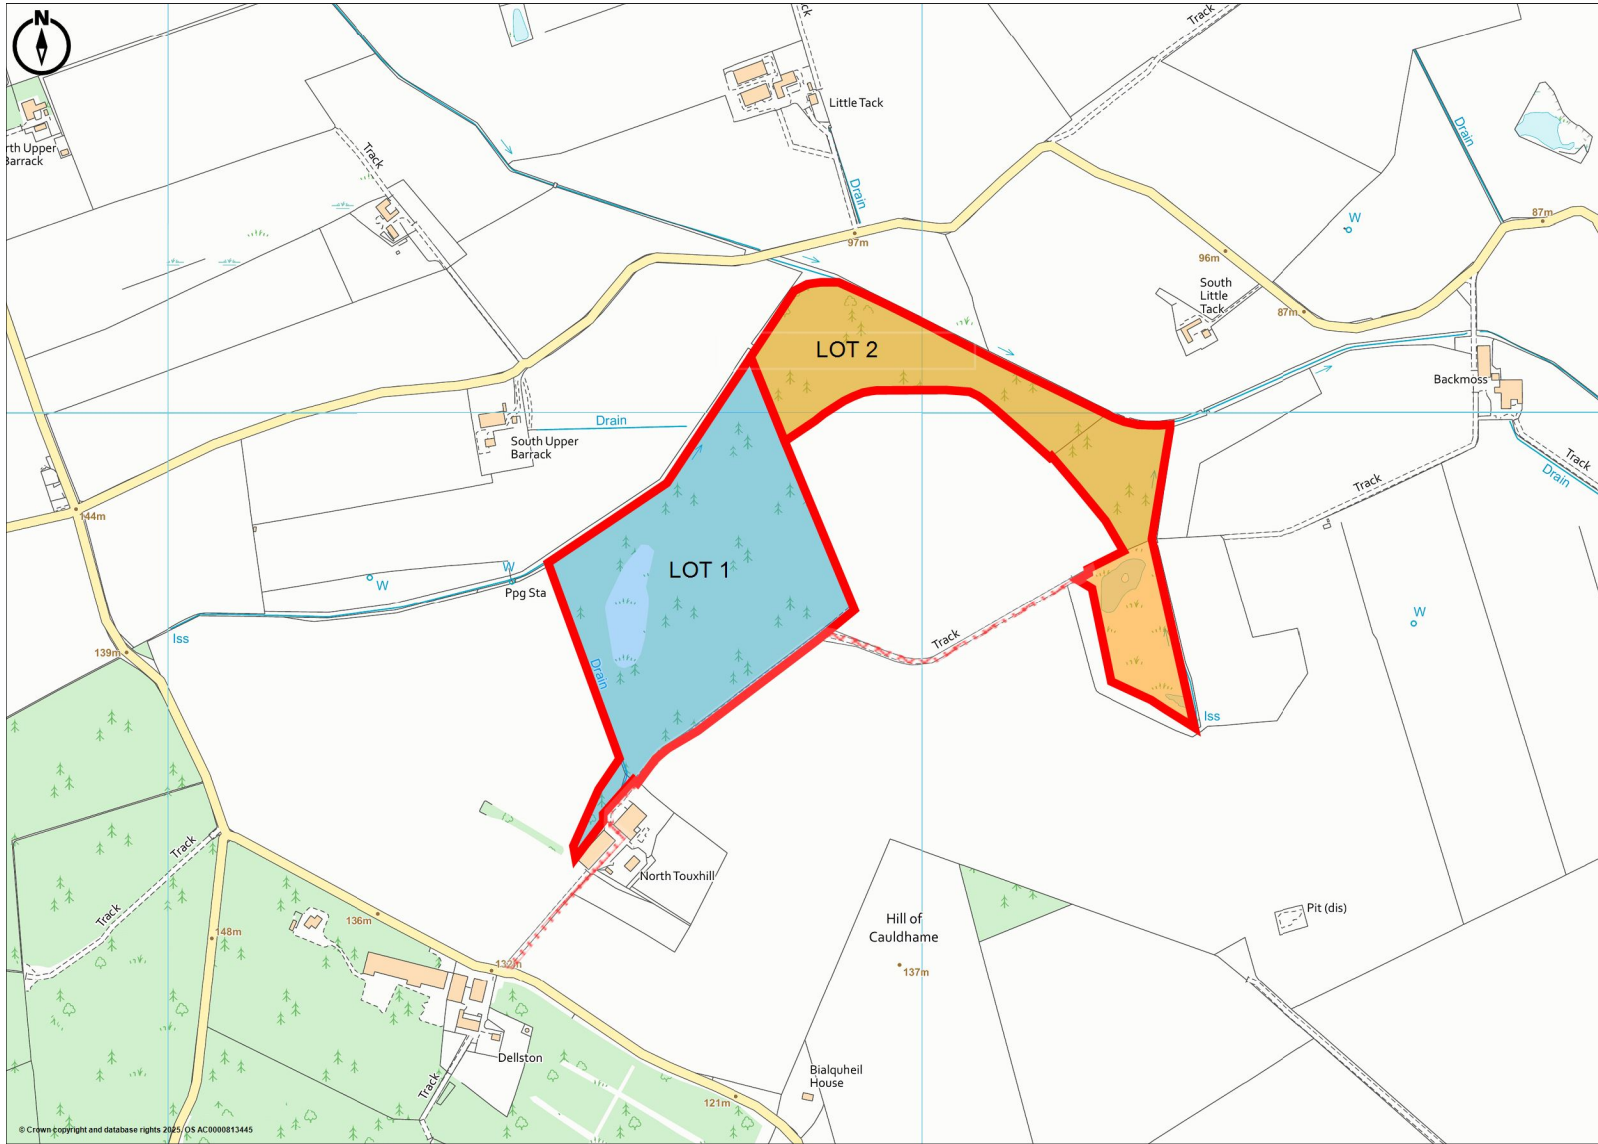 N
Track
ck
Little Tack
Drain
Drain
rth Upper
Barrack
Track
87m
W
97m
96m
South
Little
Tack
87m
LOT 2
Backmoss
Drain
South Upper
Barrack
Track
Track
Drain
144m
LOT 1
W
W
Ppg Sta
W
Iss
Track
139m
Drain
Iss
Track
North Touxhill
Track
136m
148m
Hill of
Cauldhame
Pit (dis)
132m
137m
Dellston
Bialquheil
House
Track
121m
© Crown copyright and database rights 2025. OS AC0000813445